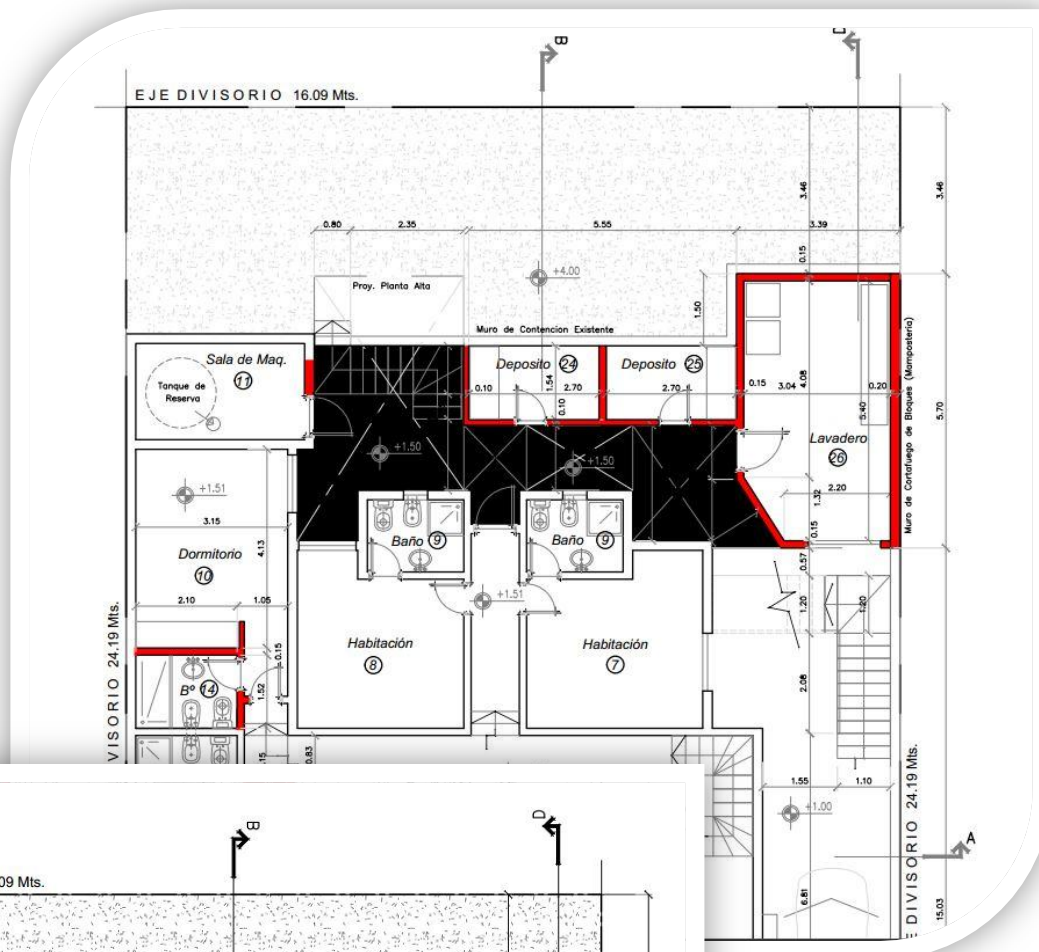 B
D
EJE DIVISORIO 16.09 Mts.
3.46
3.46
0.80
2.35
5.55
3.39
0.15
+4.00
Proy. Planta Alta
1.50
Muro de Contencion Existente
Sala de Maq.
11
Tanque de
Reserva
Deposito 24
Deposito 25
0.10
1.54
2.70
2.70
0.10
0.15
3.04
4.08
0.20
5.40
5.70
Muro de Cortafuego de Bloques (Mamposteria)
+1.50
+1.50
Lavadero
26
+1.51
3.15
2.20
1.32
0.15
Baño 9
Baño 9
Dormitorio
10
4.13
0.57
2.10
1.05
+1.51
1.20
1.20
Habitación
8
Habitación
7
0.15
Bº 14
1.52
2.08
VISORIO 24.19 Mts.
.15
0.83
1.55
1.10
+1.00
E DIVISORIO 24.19 Mts.
A
6.81
15.03
B
D
09 Mts.